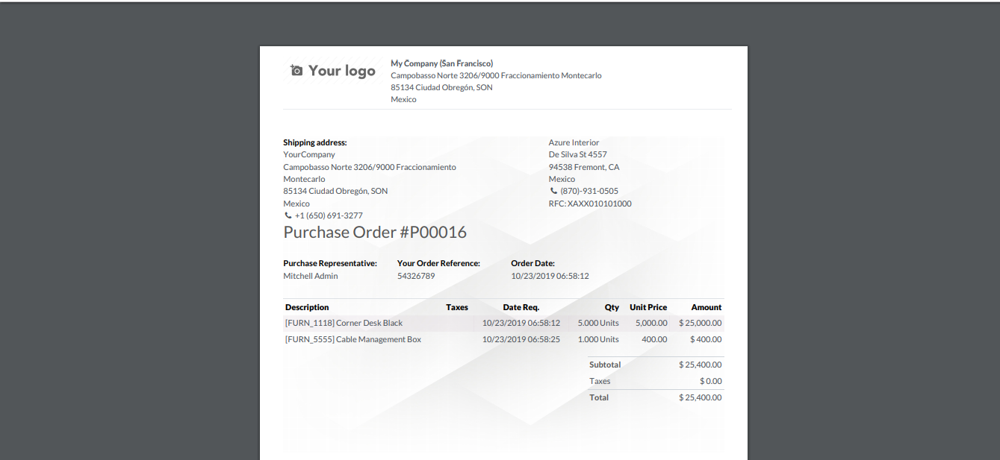 Your logo
My Company (San Francisco)
Campobasso Norte 3206/9000 Fraccionamiento Montecarlo
85134 Ciudad Obregón, SON
Mexico
Shipping address:
YourCompany
Campobasso Norte 3206/9000 Fraccionamiento
Montecarlo
85134 Ciudad Obregón, SON
Mexico
+1 (650) 691-3277
Azure Interior
De Silva St 4557
94538 Fremont, CA
Mexico
(870)-931-0505
RFC: XAXX010101000
Purchase Order #P00016
Purchase Representative: Your Order Reference: Order Date:
Mitchell Admin 54326789 10/23/2019 06:58:12
Description Taxes Date Req. Qty Unit Price Amount
[FURN_1118] Corner Desk Black 10/23/2019 06:58:12 5.000 Units 5,000.00 $ 25,000.00
[FURN_5555] Cable Management Box 10/23/2019 06:58:25 1.000 Units 400.00 $ 400.00
Subtotal $ 25,400.00
Taxes $ 0.00
Total $ 25,400.00